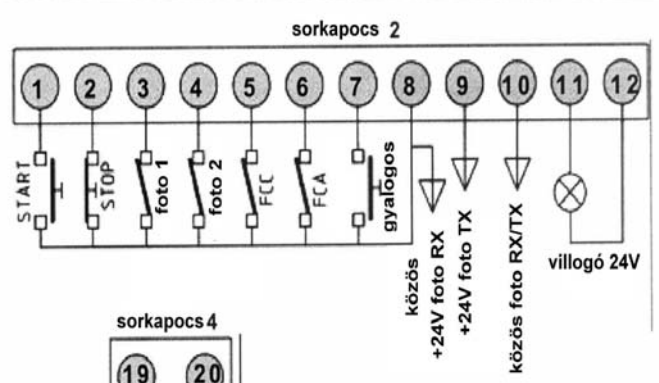 sorkapocs 2
1 2 3 4 5 6 7 8 9 10 11 12
START
STOP
foto 1
foto 2
FCC
FCA
gyalogos
közös
+24V foto RX
+24V foto TX
közös foto RX/TX
villogó 24V
sorkapocs 4
19 20